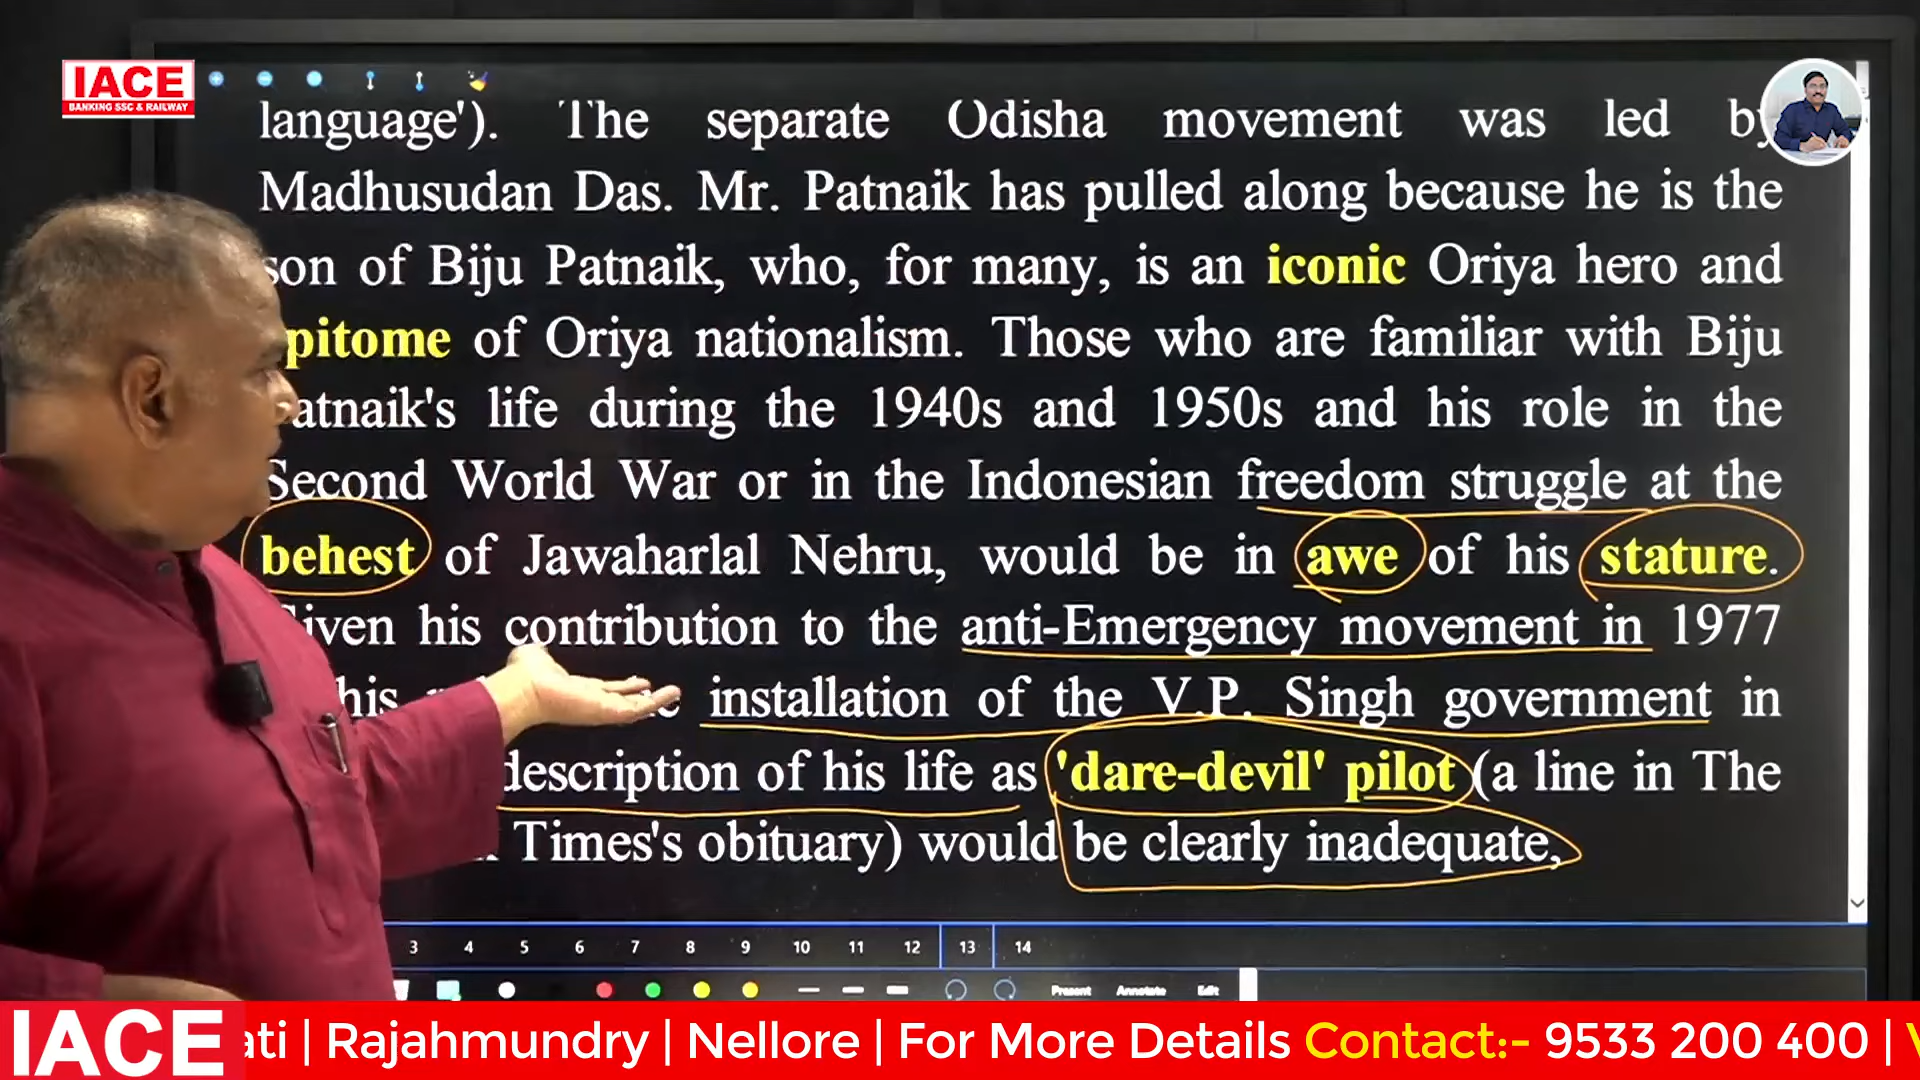 IACE
BANKING SSC & RAILWAY
language'). The separate Odisha movement was led by
Madhusudan Das. Mr. Patnaik has pulled along because he is the
son of Biju Patnaik, who, for many, is an iconic Oriya hero and
pitome of Oriya nationalism. Those who are familiar with Biju
atnaik's life during the 1940s and 1950s and his role in the
Second World War or in the Indonesian freedom struggle at the
behest of Jawaharlal Nehru, would be in awe of his stature.
Given his contribution to the anti-Emergency movement in 1977
his installation of the V.P. Singh government in
description of his life as 'dare-devil' pilot (a line in The
Times's obituary) would be clearly inadequate,
3 4 5 6 7 8 9 10 11 12 13 14
Present Annotate Edit
IACE ati | Rajahmundry | Nellore | For More Details Contact:- 9533 200 400 |